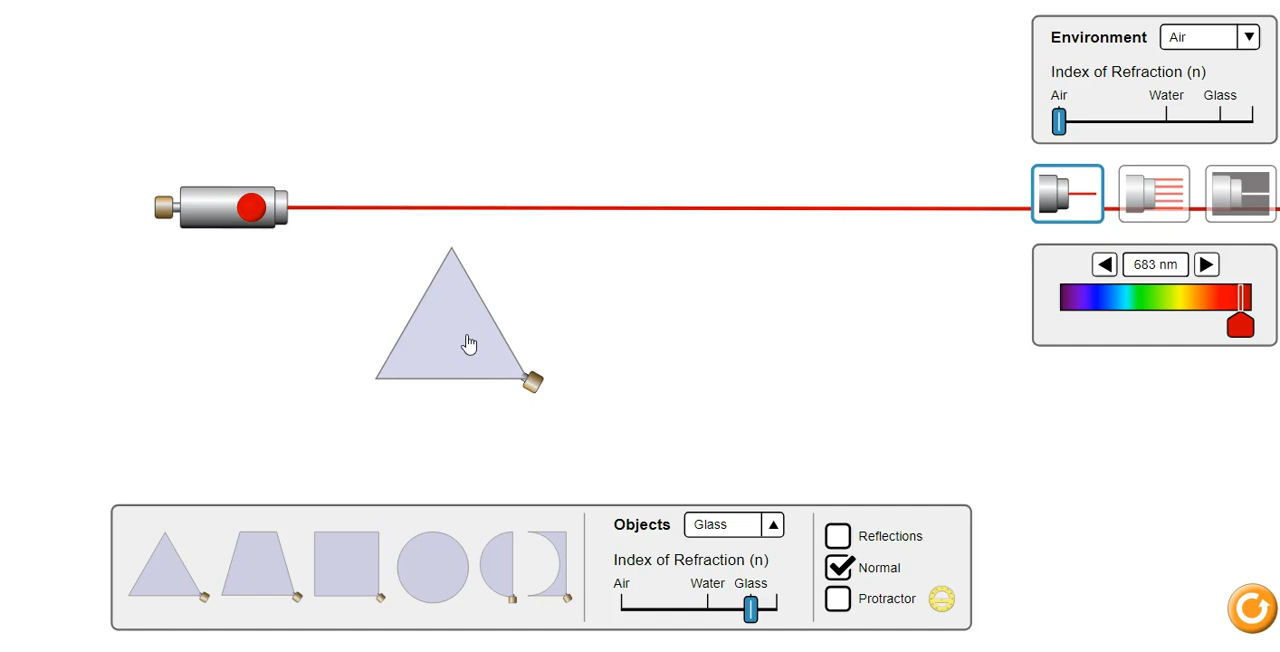 Environment Air
Index of Refraction (n)
Air Water Glass
683 nm
Objects Glass
Index of Refraction (n)
Air Water Glass
Reflections
Normal
Protractor